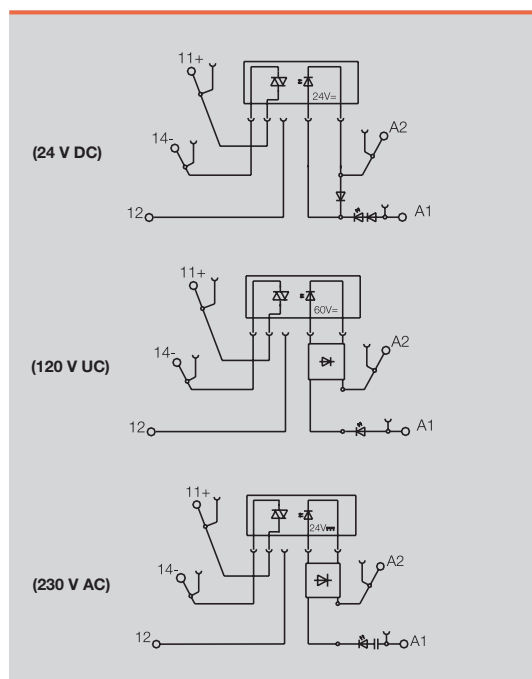 11+
24V=
A2
14-
(24 V DC)
12
A1
11+
60V=
A2
14-
(120 V UC)
12
A1
11+
24V⎓
A2
14-
(230 V AC)
12
A1